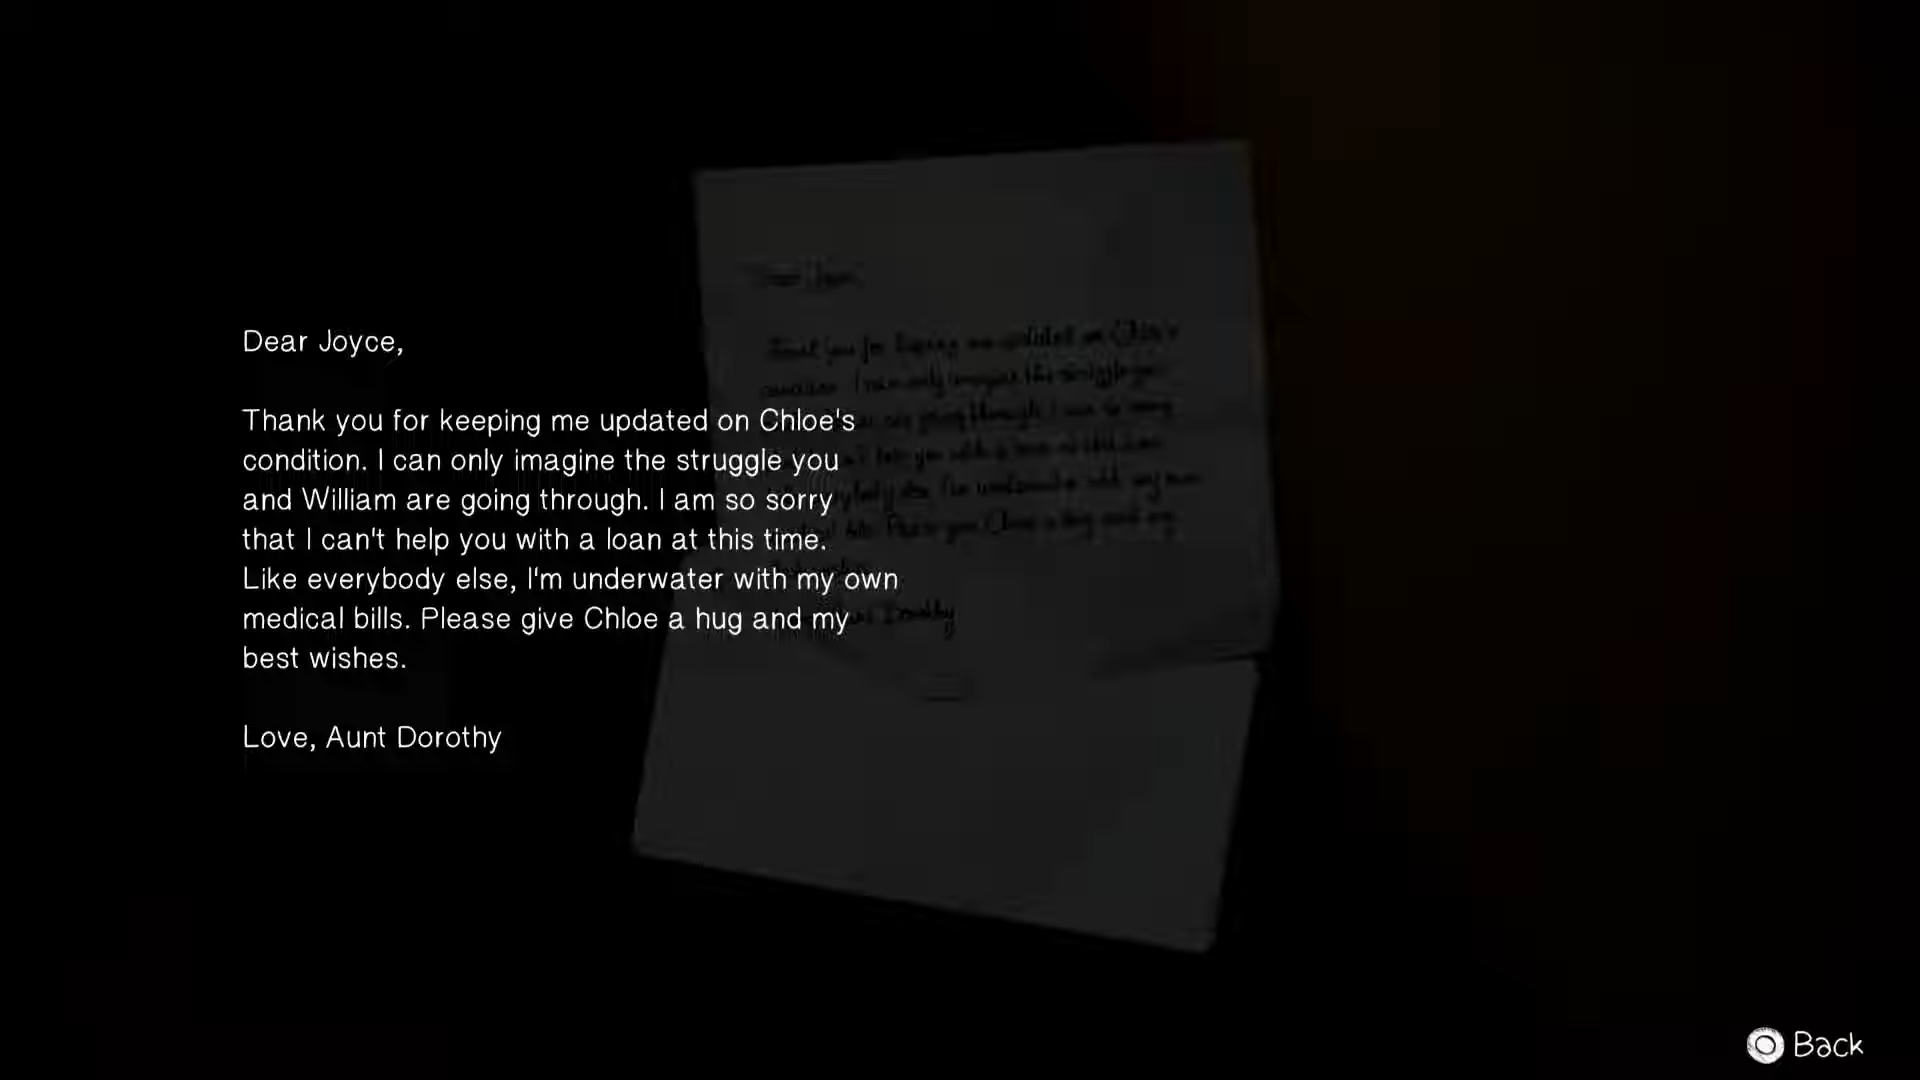 Dear Joyce,
Thank you for keeping me updated on Chloe's
condition. I can only imagine the struggle you
and William are going through. I am so sorry
that I can't help you with a loan at this time.
Like everybody else, I'm underwater with my own
medical bills. Please give Chloe a hug and my
best wishes.
Love, Aunt Dorothy
Back